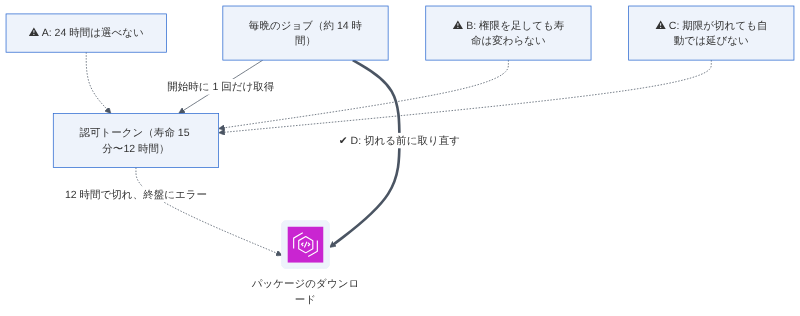 ⚠ A: 24 時間は選べない
毎晩のジョブ（約 14 時
間）
⚠ B: 権限を足しても寿
命は変わらない
⚠ C: 期限が切れても自
動では延びない
開始時に 1 回だけ取得
認可トークン（寿命 15
分〜12 時間）
✔ D: 切れる前に取り直す
12 時間で切れ、終盤にエラー
パッケージのダウンロ
ード